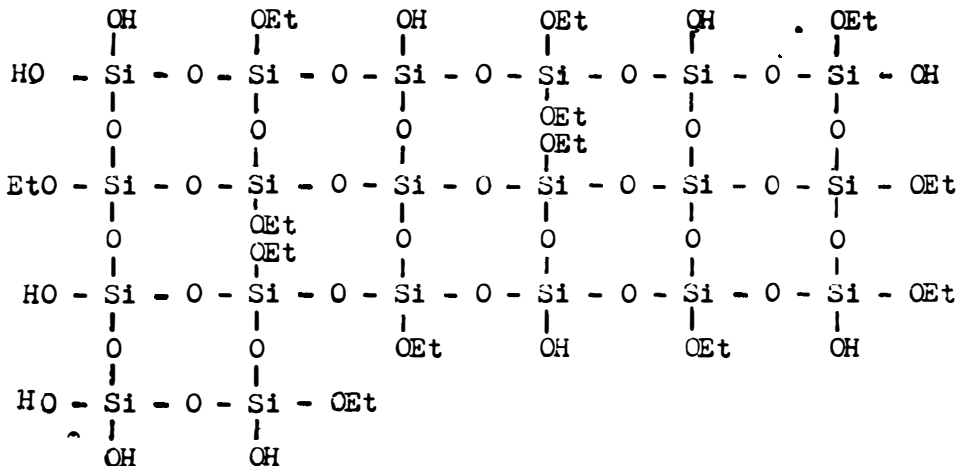 OH OEt OH OEt OH OEt
HO - Si - O - Si - O - Si - O - Si - O - Si - O - Si - OH
OEt
O O O O O
OEt
EtO - Si - O - Si - O - Si - O - Si - O - Si - O - Si - OEt
OEt
O O O O O
OEt
HO - Si - O - Si - O - Si - O - Si - O - Si - O - Si - OEt
O O OEt OH OEt OH
HO - Si - O - Si - OEt
OH OH